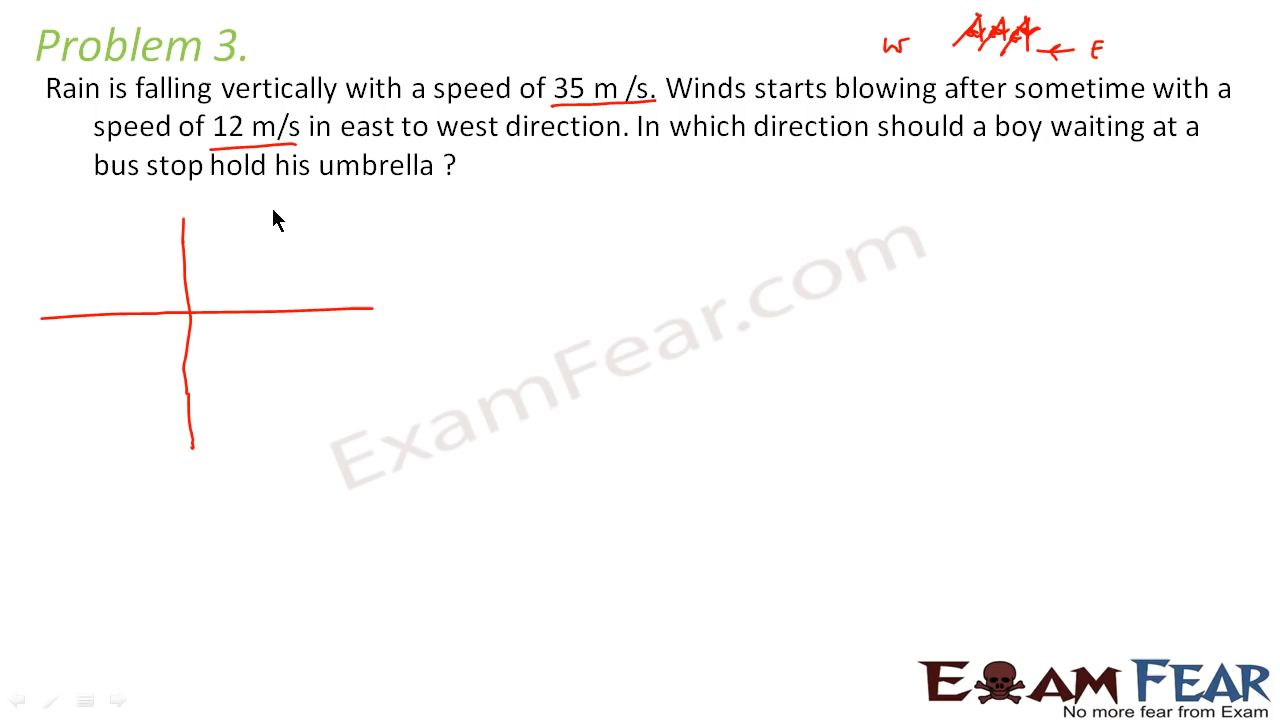 Problem 3.
W E
Rain is falling vertically with a speed of 35 m /s. Winds starts blowing after sometime with a
speed of 12 m/s in east to west direction. In which direction should a boy waiting at a
bus stop hold his umbrella ?
ExamFear.com
EXAM FEAR
No more fear from Exam